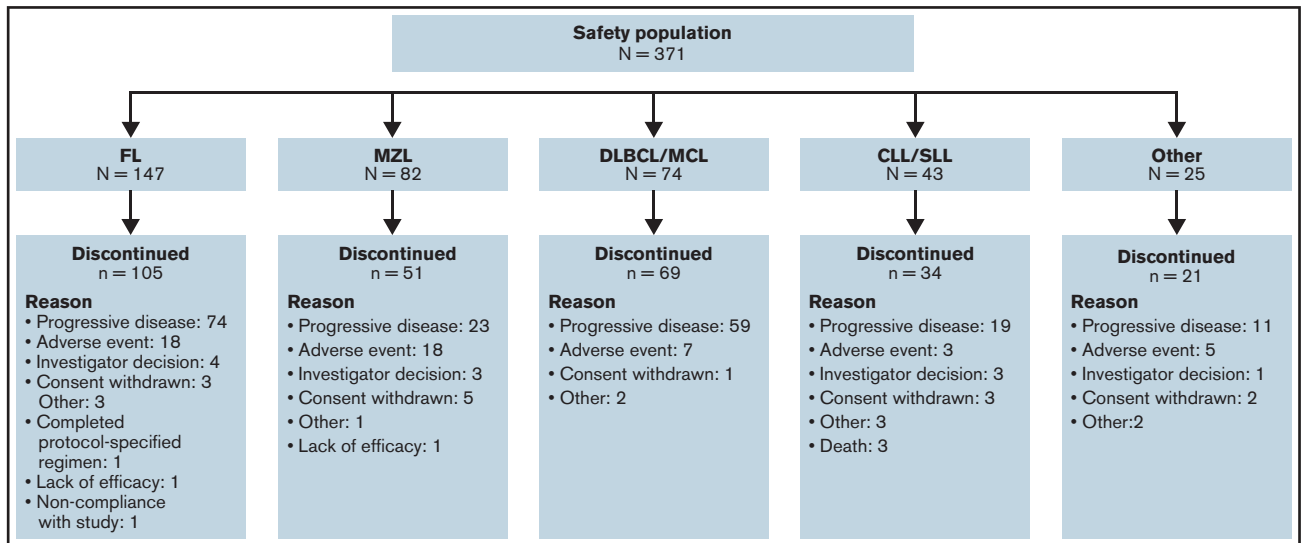 Safety population
N = 371
FL
N = 147
MZL
N = 82
DLBCL/MCL
N = 74
CLL/SLL
N = 43
Other
N = 25
Discontinued
n = 105
Reason
• Progressive disease: 74
• Adverse event: 18
• Investigator decision: 4
• Consent withdrawn: 3
Other: 3
• Completed
protocol-specified
regimen: 1
• Lack of efficacy: 1
• Non-compliance
with study: 1
Discontinued
n = 51
Reason
• Progressive disease: 23
• Adverse event: 18
• Investigator decision: 3
• Consent withdrawn: 5
• Other: 1
• Lack of efficacy: 1
Discontinued
n = 69
Reason
• Progressive disease: 59
• Adverse event: 7
• Consent withdrawn: 1
• Other: 2
Discontinued
n = 34
Reason
• Progressive disease: 19
• Adverse event: 3
• Investigator decision: 3
• Consent withdrawn: 3
• Other: 3
• Death: 3
Discontinued
n = 21
Reason
• Progressive disease: 11
• Adverse event: 5
• Investigator decision: 1
• Consent withdrawn: 2
• Other:2